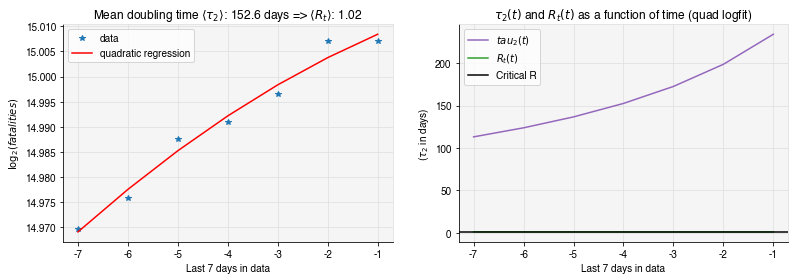 Mean doubling time ⟨τ₂⟩: 152.6 days => ⟨Rₜ⟩: 1.02
data
quadratic regression
log₂(fatalities)
15.010
15.005
15.000
14.995
14.990
14.985
14.980
14.975
14.970
-7 -6 -5 -4 -3 -2 -1
Last 7 days in data
τ₂(t) and Rₜ(t) as a function of time (quad logfit)
tau₂(t)
Rₜ(t)
Critical R
(τ₂ in days)
200
150
100
50
0
-7 -6 -5 -4 -3 -2 -1
Last 7 days in data